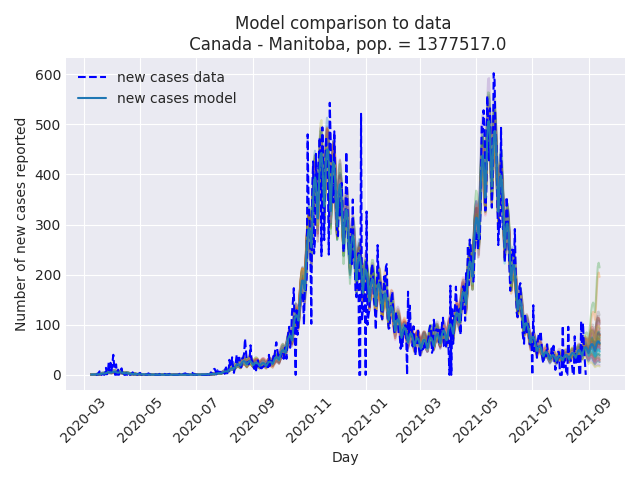 Model comparison to data
Canada - Manitoba, pop. = 1377517.0
new cases data
new cases model
Number of new cases reported
600
500
400
300
200
100
0
2020-03
2020-05
2020-07
2020-09
2020-11
2021-01
2021-03
2021-05
2021-07
2021-09
Day